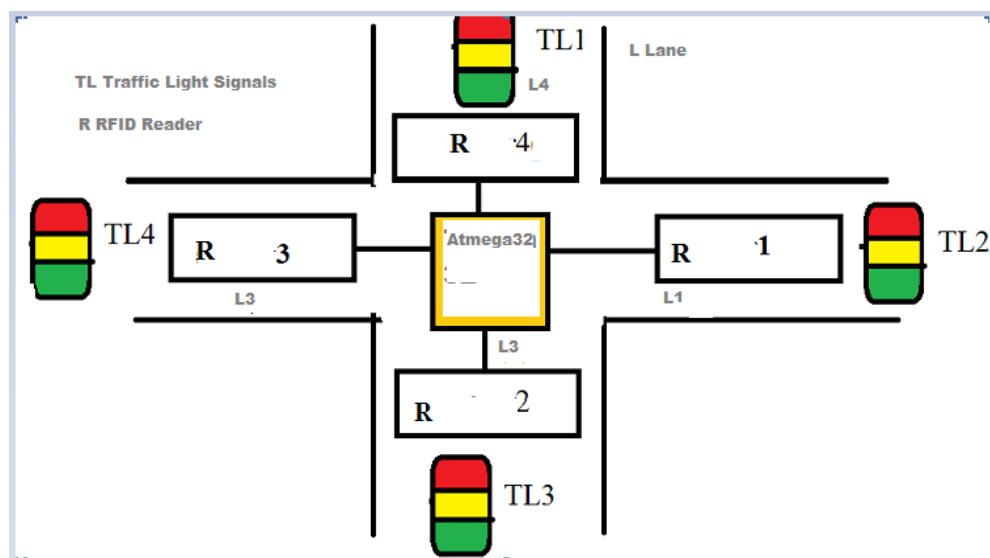 TL1
L Lane
TL Traffic Light Signals
L4
R RFID Reader
R 4
TL4
R 3
Atmega32
R 1
TL2
L3
L1
L3
R 2
TL3